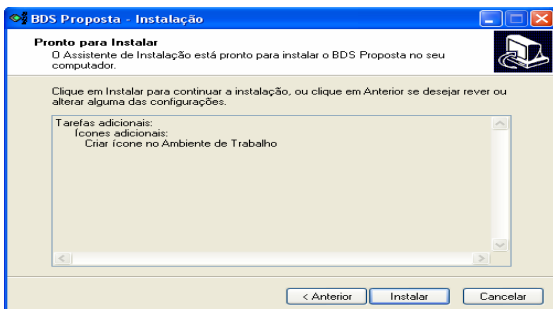 BDS Proposta - Instalação
Pronto para Instalar
O Assistente de Instalação está pronto para instalar o BDS Proposta no seu
computador.
Clique em Instalar para continuar a instalação, ou clique em Anterior se desejar rever ou
alterar alguma das configurações.
Tarefas adicionais:
Ícones adicionais:
Criar ícone no Ambiente de Trabalho
< Anterior
Instalar
Cancelar